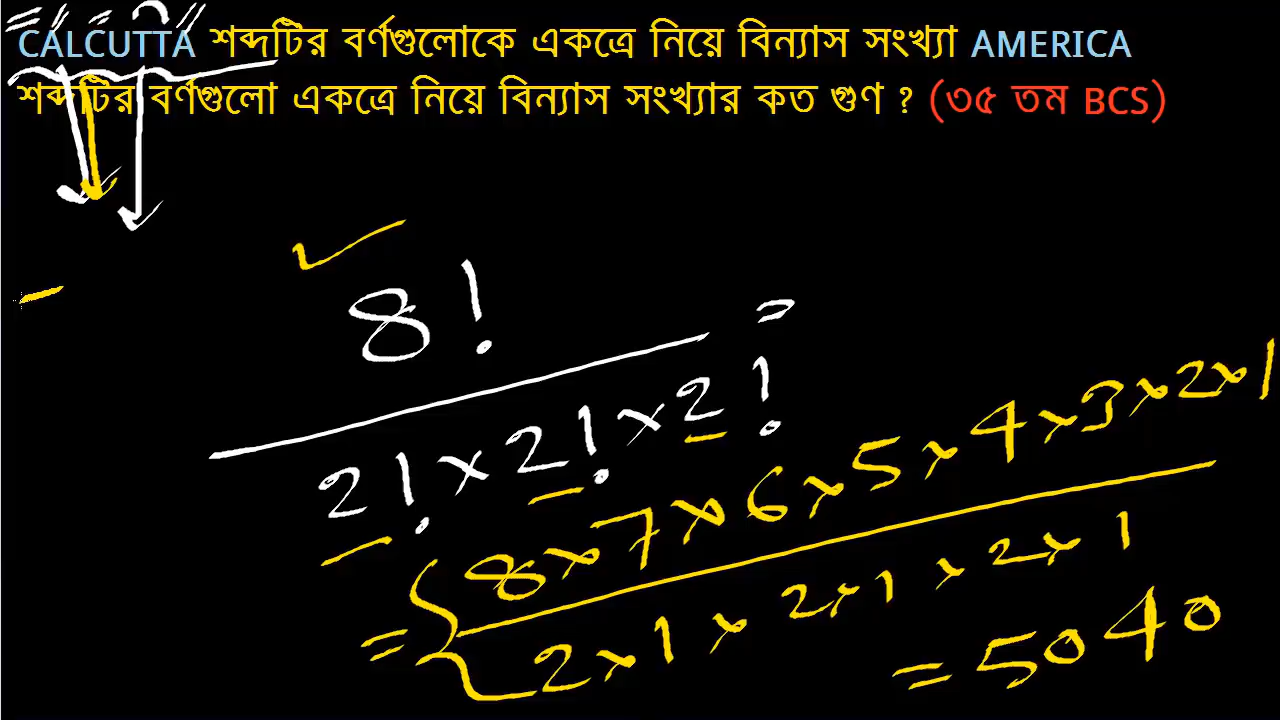 CALCUTTA শব্দটির বর্ণগুলোকে একত্রে নিয়ে বিন্যাস সংখ্যা AMERICA
শব্দটির বর্ণগুলো একত্রে নিয়ে বিন্যাস সংখ্যার কত গুণ ? (৩৫ তম BCS)
8!
2! × 2! × 2! =
8×7×6×5×4×3×2×1
= 2×1×2×1×2×1
= 5040